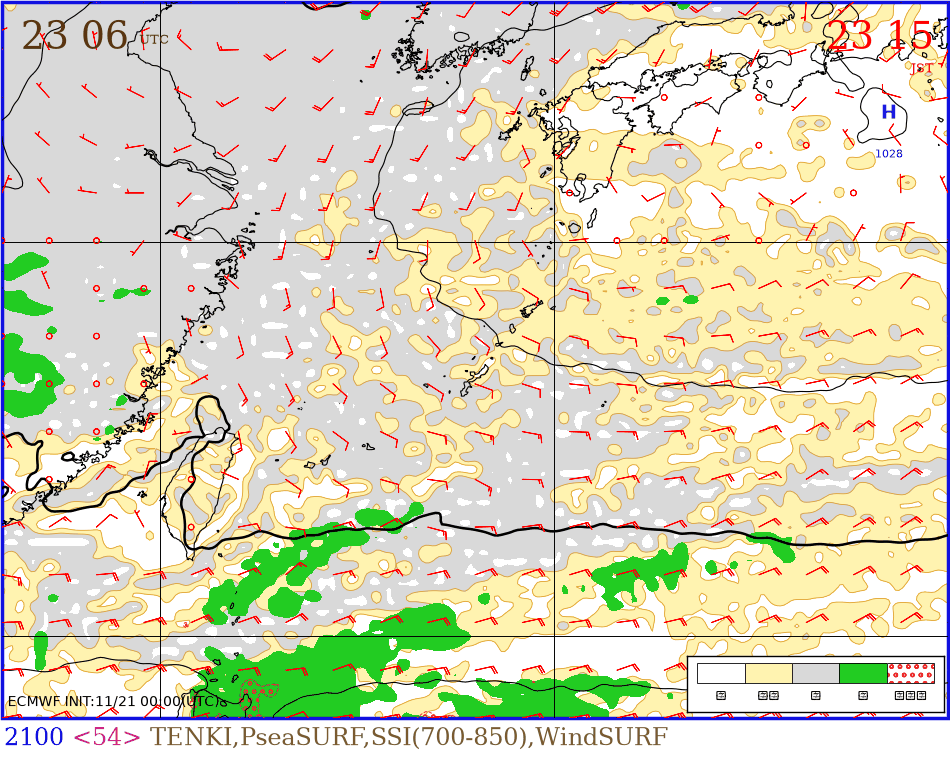 23 06 UTC
23 15
JST
H
1028
ECMWF INIT:11/21 00:00(UTC)
2100 <54> TENKI,PseaSURF,SSI(700-850),WindSURF